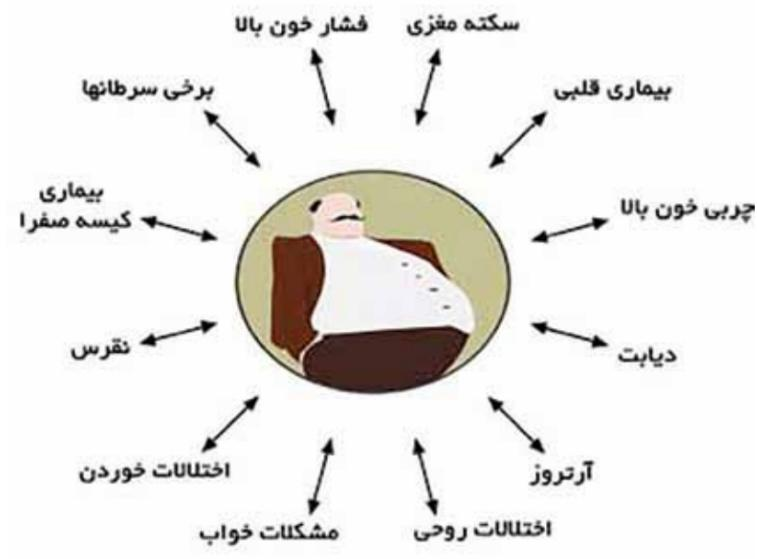 سکته مغزی
فشار خون بالا
بیماری قلبی
برخی سرطانها
چربی خون بالا
بیماری
کیسه صفرا
دیابت
نقرس
آرتروز
اختلالات خوردن
اختلالات روحی
مشکلات خواب